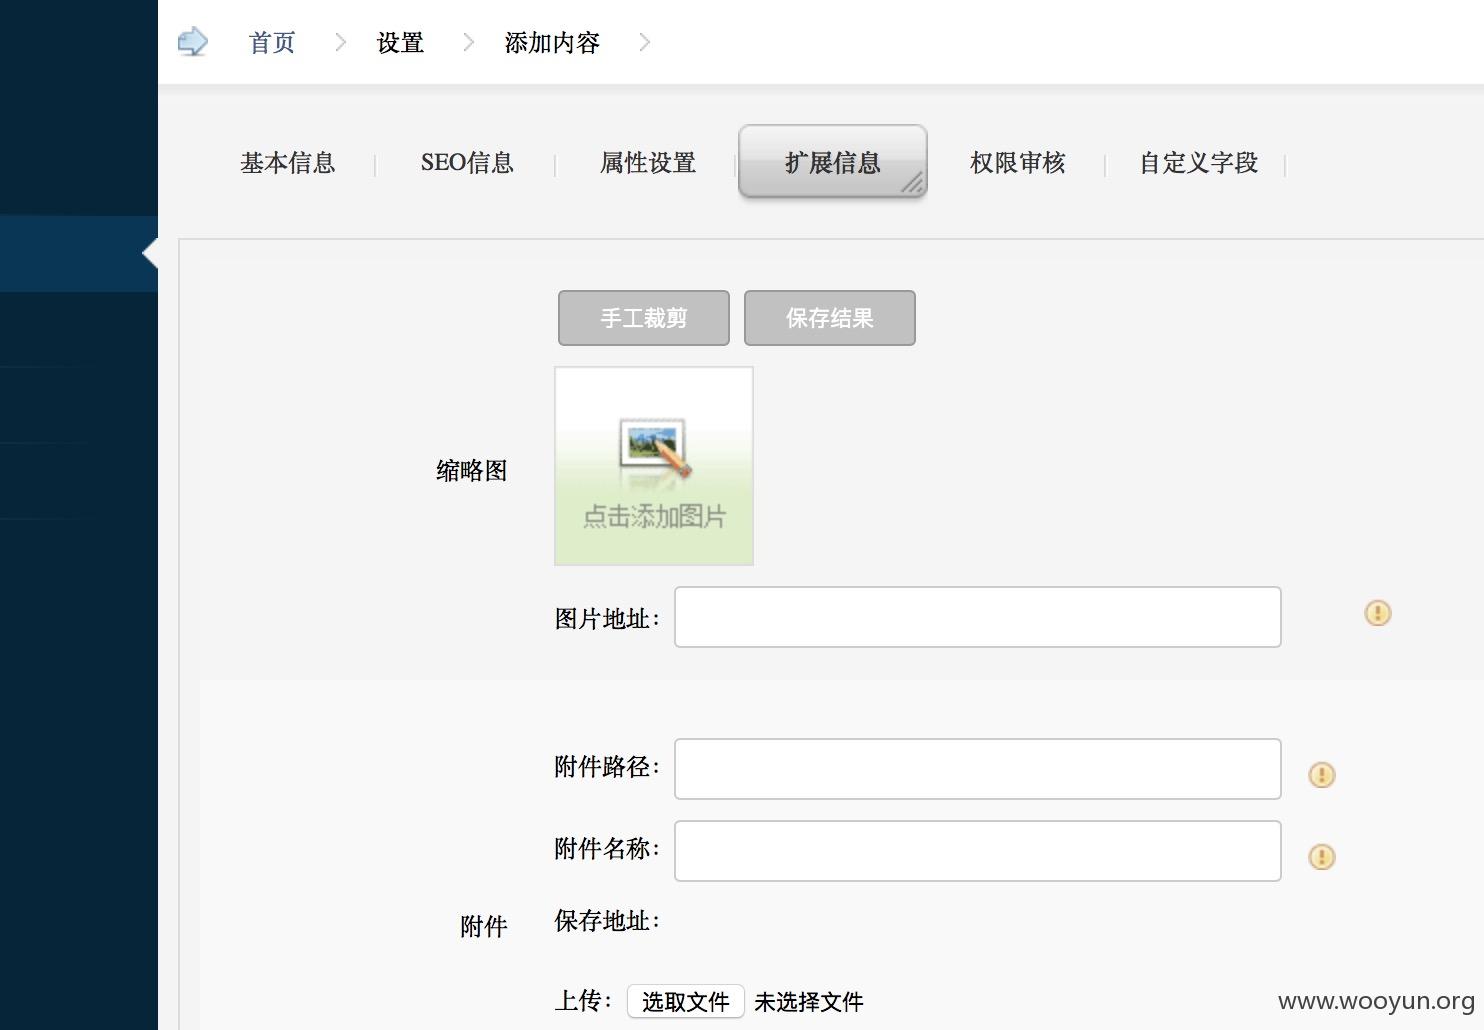 首页 设置 添加内容
基本信息 SEO信息 属性设置 扩展信息 权限审核 自定义字段
手工裁剪 保存结果
缩略图
点击添加图片
图片地址：
附件路径：
附件名称：
附件 保存地址：
上传： 选取文件 未选择文件
www.wooyun.org